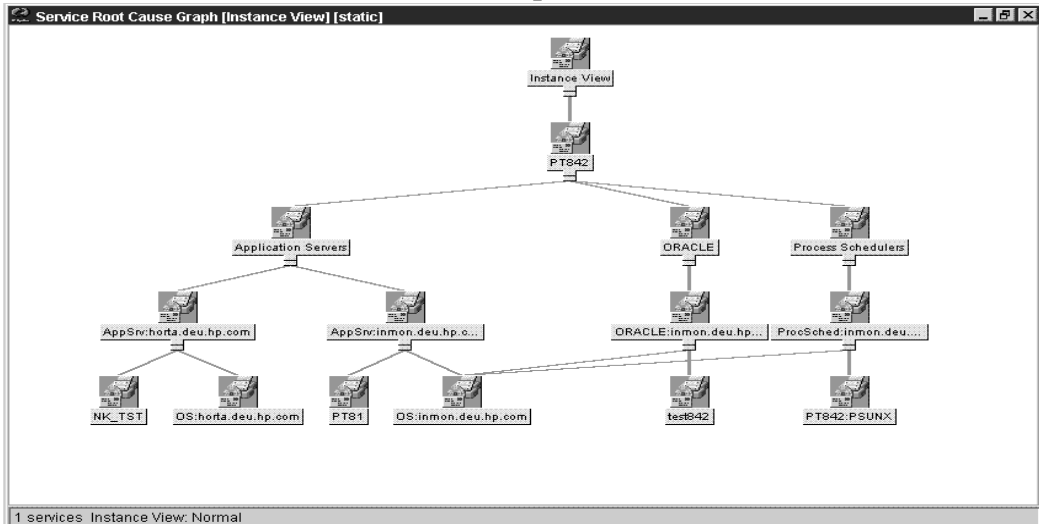 Service Root Cause Graph [Instance View] [static]
Instance View
PT842
Application Servers
ORACLE
Process Schedulers
AppSrv:horta.deu.hp.com
AppSrv:inmon.deu.hp.c...
ORACLE:inmon.deu.hp...
ProcSched:inmon.deu....
NK_TST
OS:horta.deu.hp.com
PT81
OS:inmon.deu.hp.com
test842
PT842:PSUNX
1 services Instance View: Normal